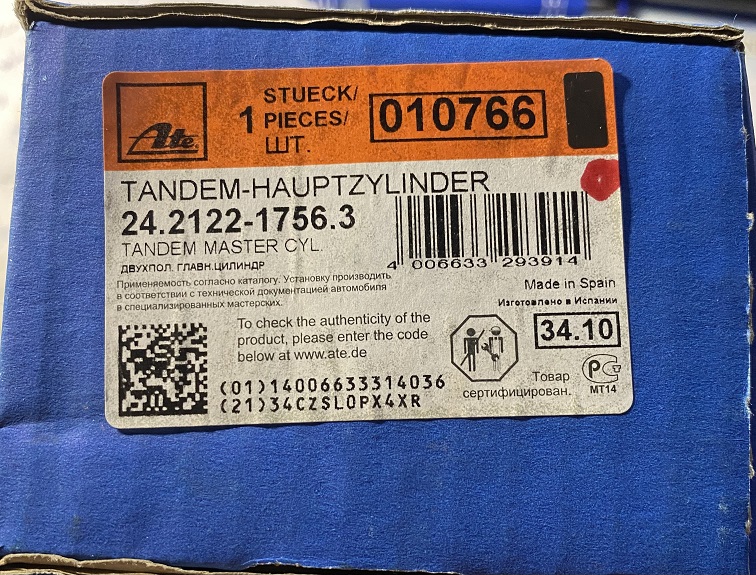 Ate
1 STUECK/
PIECES/
ШТ.
010766
TANDEM-HAUPTZYLINDER
24.2122-1756.3
TANDEM MASTER CYL.
ДВУХПОЛ. ГЛАВН.ЦИЛИНДР
4 006633 293914
Применяемость согласно каталогу. Установку производить
в соответствии с технической документацией автомобиля
в специализированных мастерских.
Made in Spain
Изготовлено в Испании
To check the authenticity of the
product, please enter the code
below at www.ate.de
34.10
(01)14006633314036
(21)34CZSL0PX4XR
Товар
сертифицирован.
РСТ
МТ14